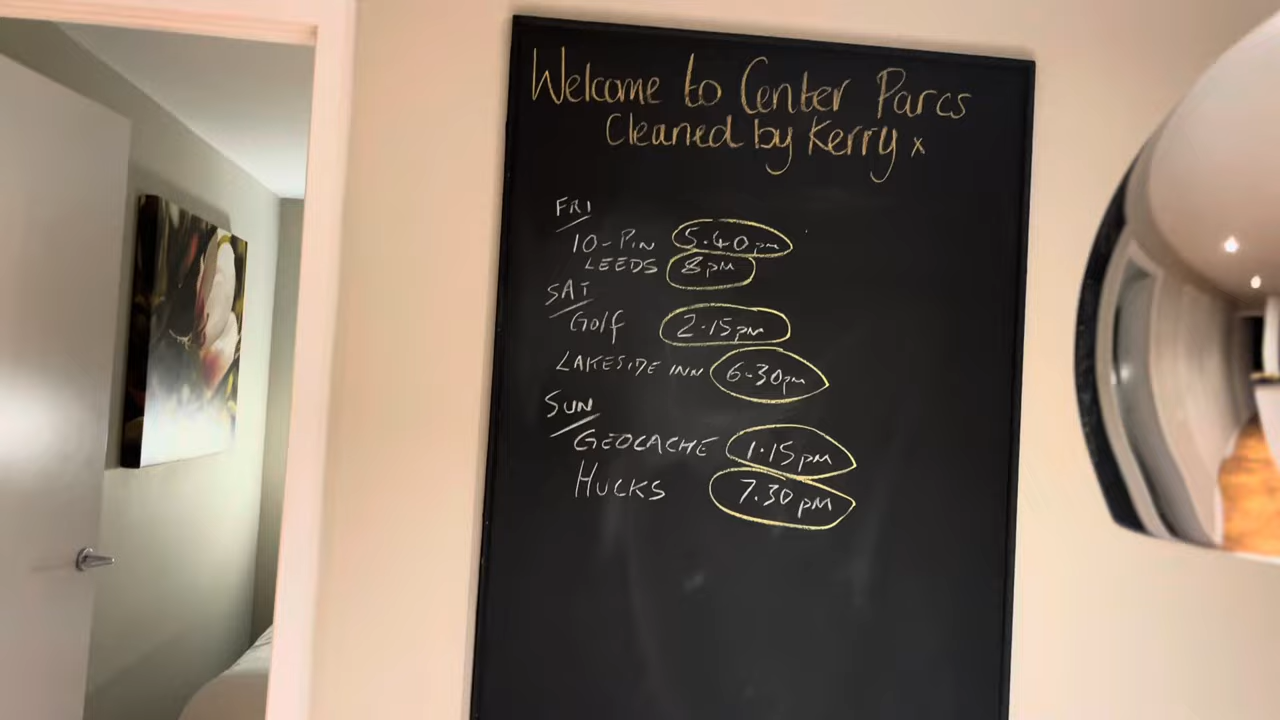 Welcome to Center Parcs
Cleaned by Kerry x
FRI
10-PIN 5.40pm
LEEDS 8pm
SAT
Golf 2.15pm
LAKESIDE INN 6.30pm
SUN
GEOCACHE 1.15pm
HUCKS 7.30pm